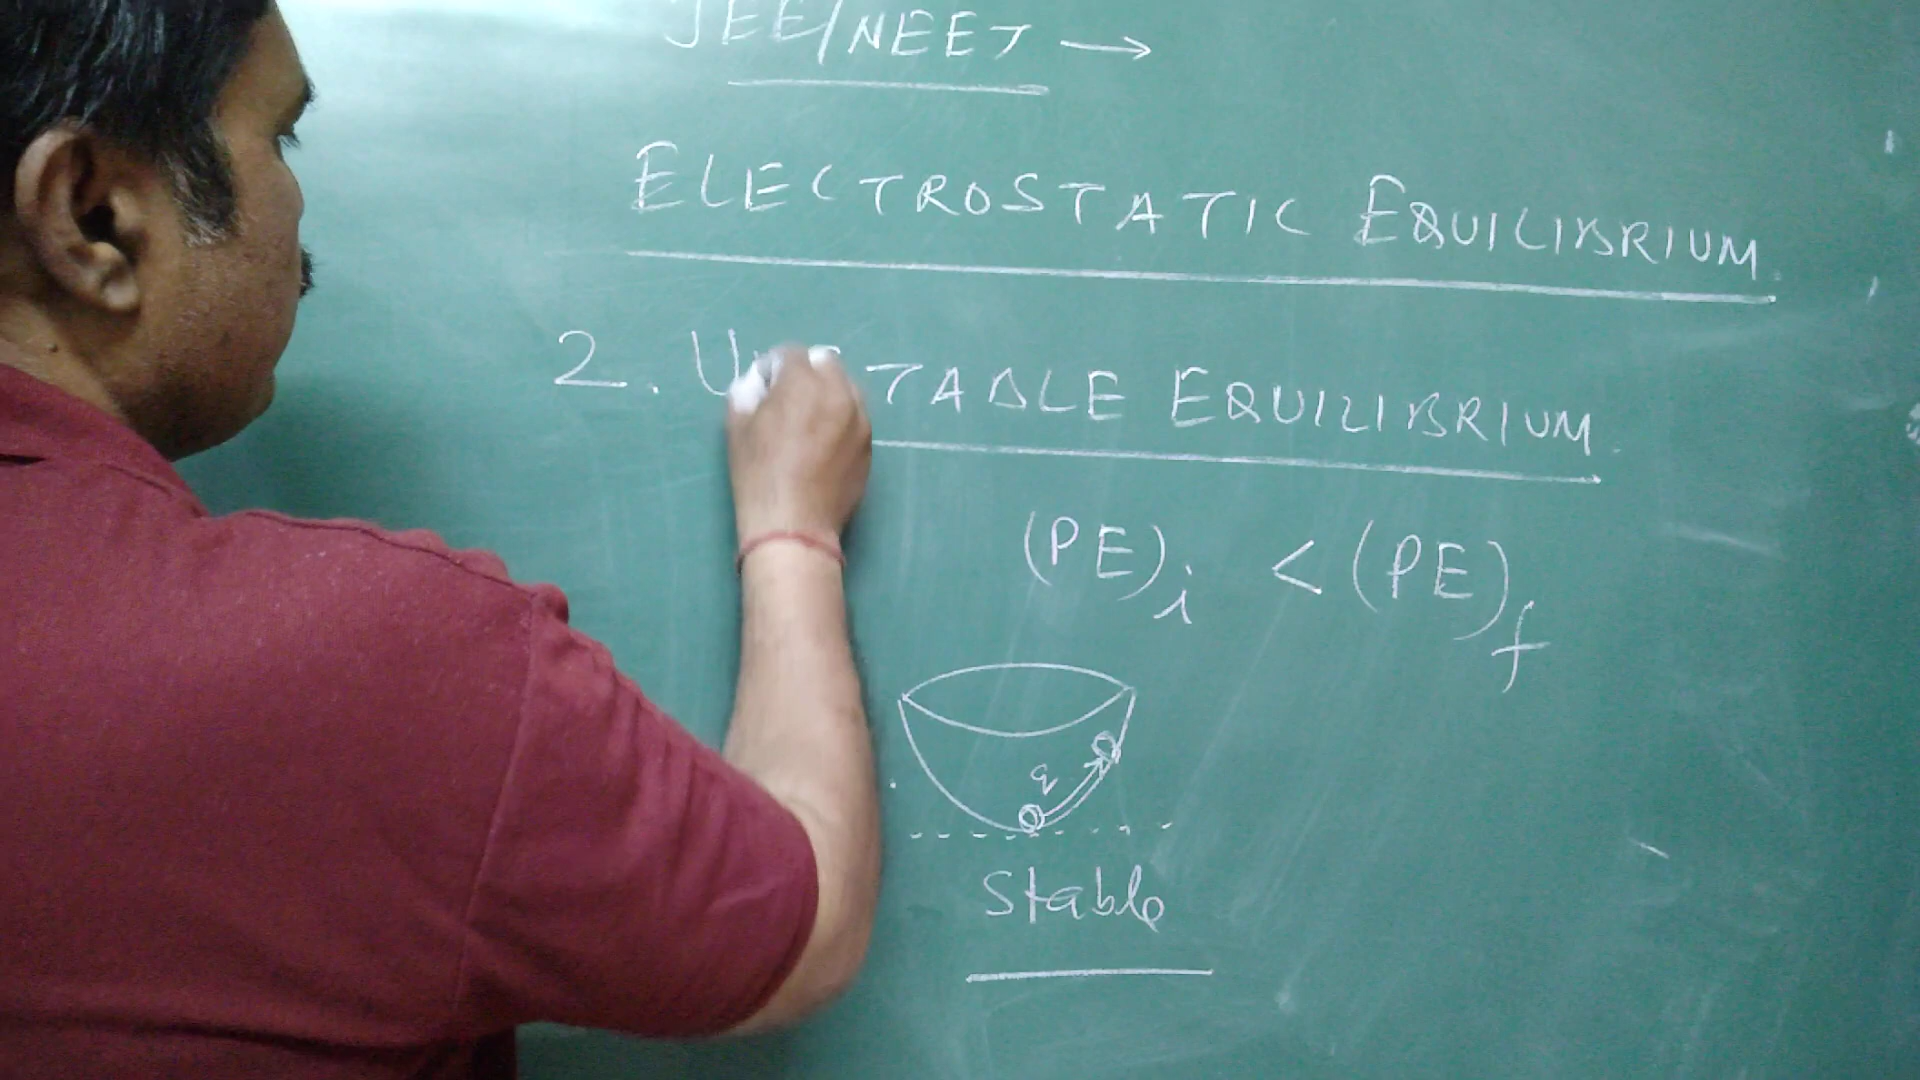 JEE/NEET →
ELECTROSTATIC EQUILIBRIUM
2. TABLE EQUILIBRIUM.
(PE)i < (PE)f
q
Stable